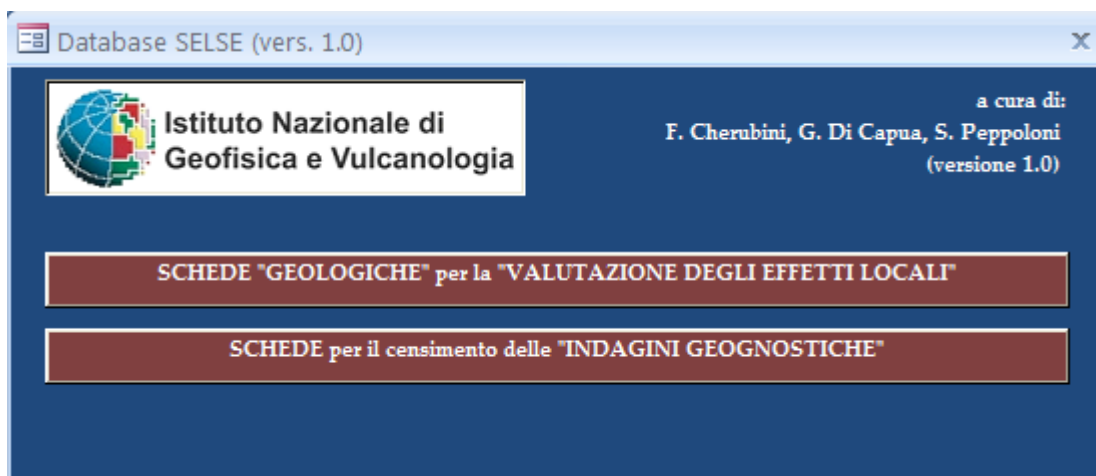 Database SELSE (vers. 1.0)
Istituto Nazionale di
Geofisica e Vulcanologia
a cura di:
F. Cherubini, G. Di Capua, S. Peppoloni
(versione 1.0)
SCHEDE "GEOLOGICHE" per la "VALUTAZIONE DEGLI EFFETTI LOCALI"
SCHEDE per il censimento delle "INDAGINI GEOGNOSTICHE"